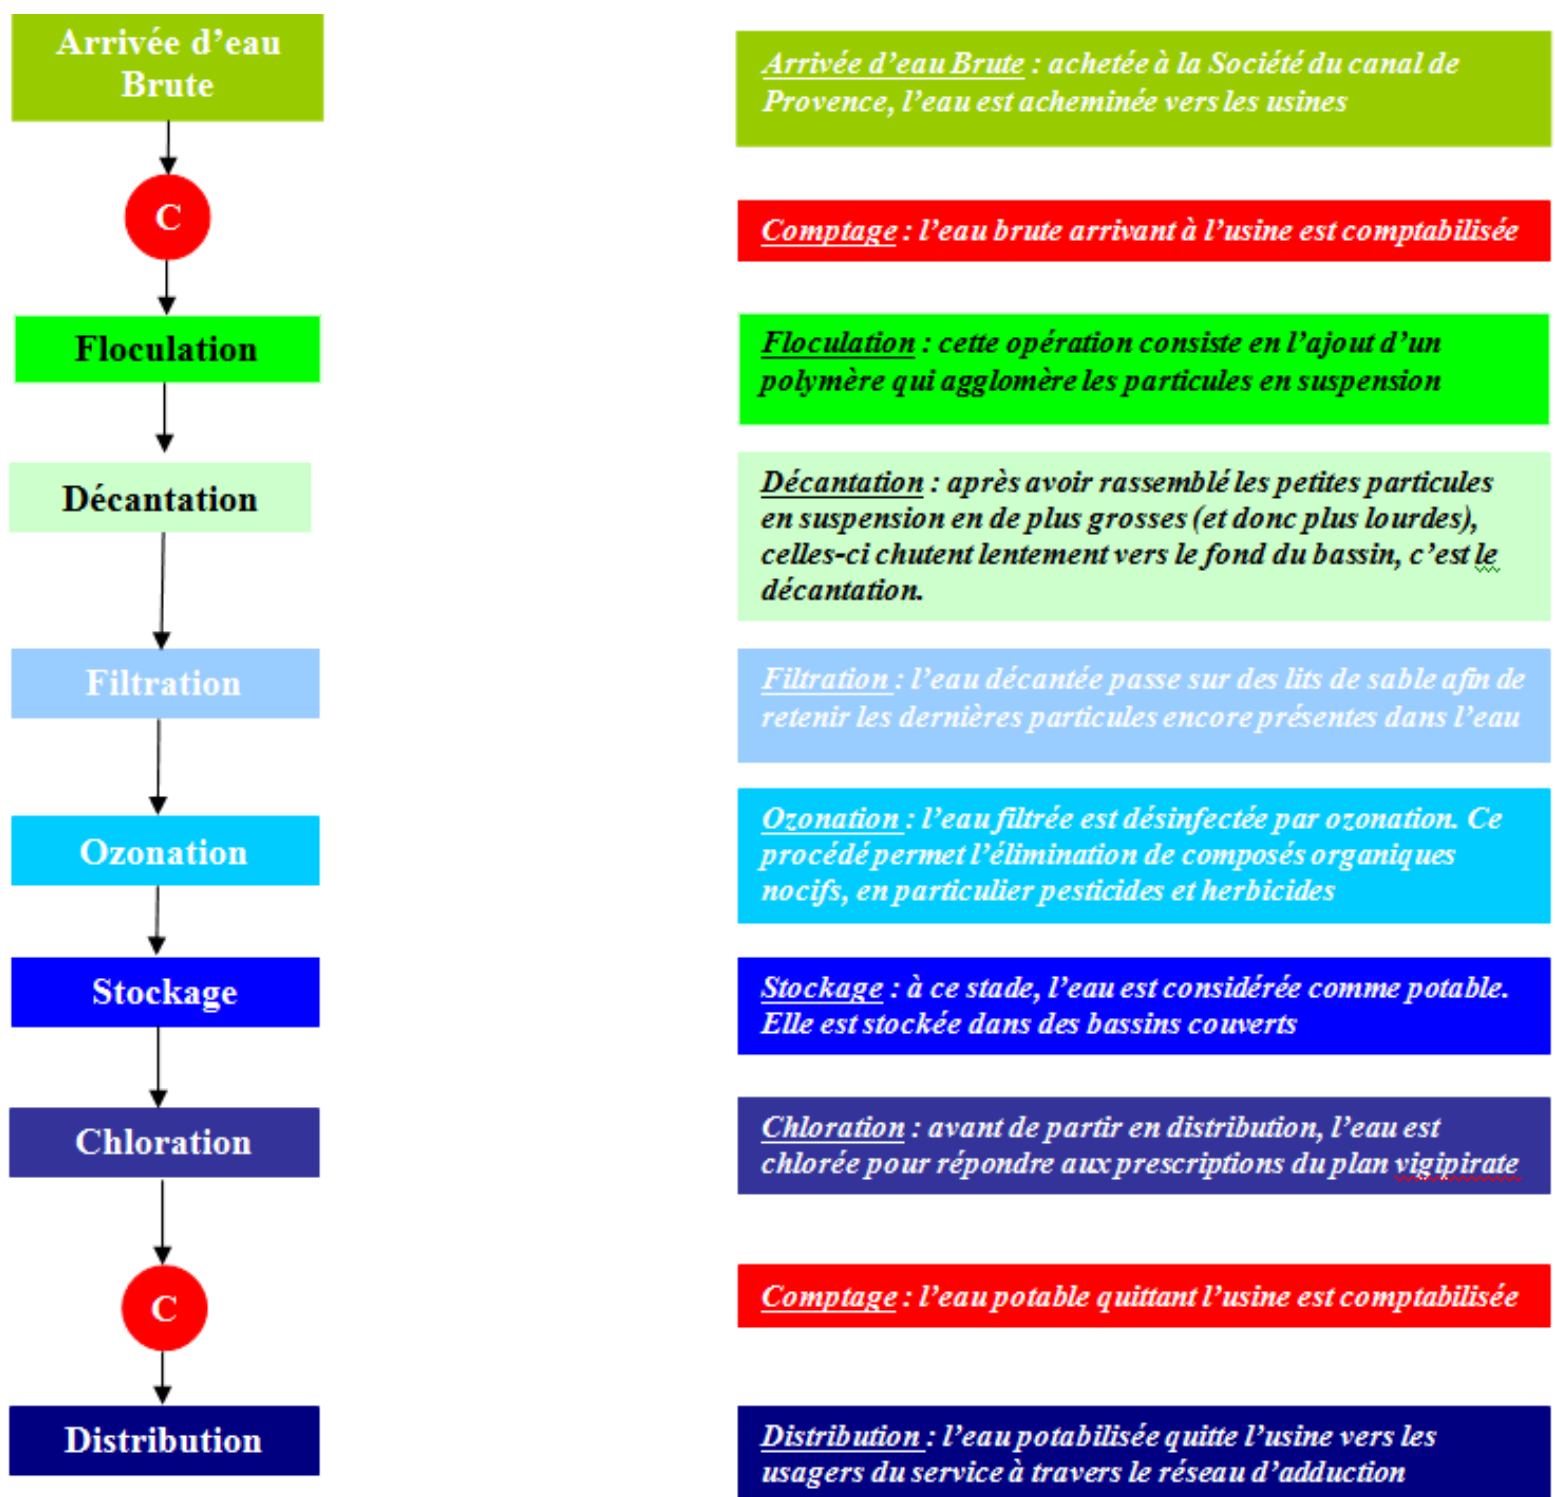 Arrivée d’eau
Brute
Arrivée d’eau Brute : achetée à la Société du canal de
Provence, l’eau est acheminée vers les usines
C
Comptage : l’eau brute arrivant à l’usine est comptabilisée
Floculation
Floculation : cette opération consiste en l’ajout d’un
polymère qui agglomère les particules en suspension
Décantation
Décantation : après avoir rassemblé les petites particules
en suspension en de plus grosses (et donc plus lourdes),
celles-ci chutent lentement vers le fond du bassin, c’est le
décantation.
Filtration
Filtration : l’eau décantée passe sur des lits de sable afin de
retenir les dernières particules encore présentes dans l’eau
Ozonation
Ozonation : l’eau filtrée est désinfectée par ozonation. Ce
procédé permet l’élimination de composés organiques
nocifs, en particulier pesticides et herbicides
Stockage
Stockage : à ce stade, l’eau est considérée comme potable.
Elle est stockée dans des bassins couverts
Chloration
Chloration : avant de partir en distribution, l’eau est
chlorée pour répondre aux prescriptions du plan vigipirate
C
Comptage : l’eau potable quittant l’usine est comptabilisée
Distribution
Distribution : l’eau potabilisée quitte l’usine vers les
usagers du service à travers le réseau d’adduction